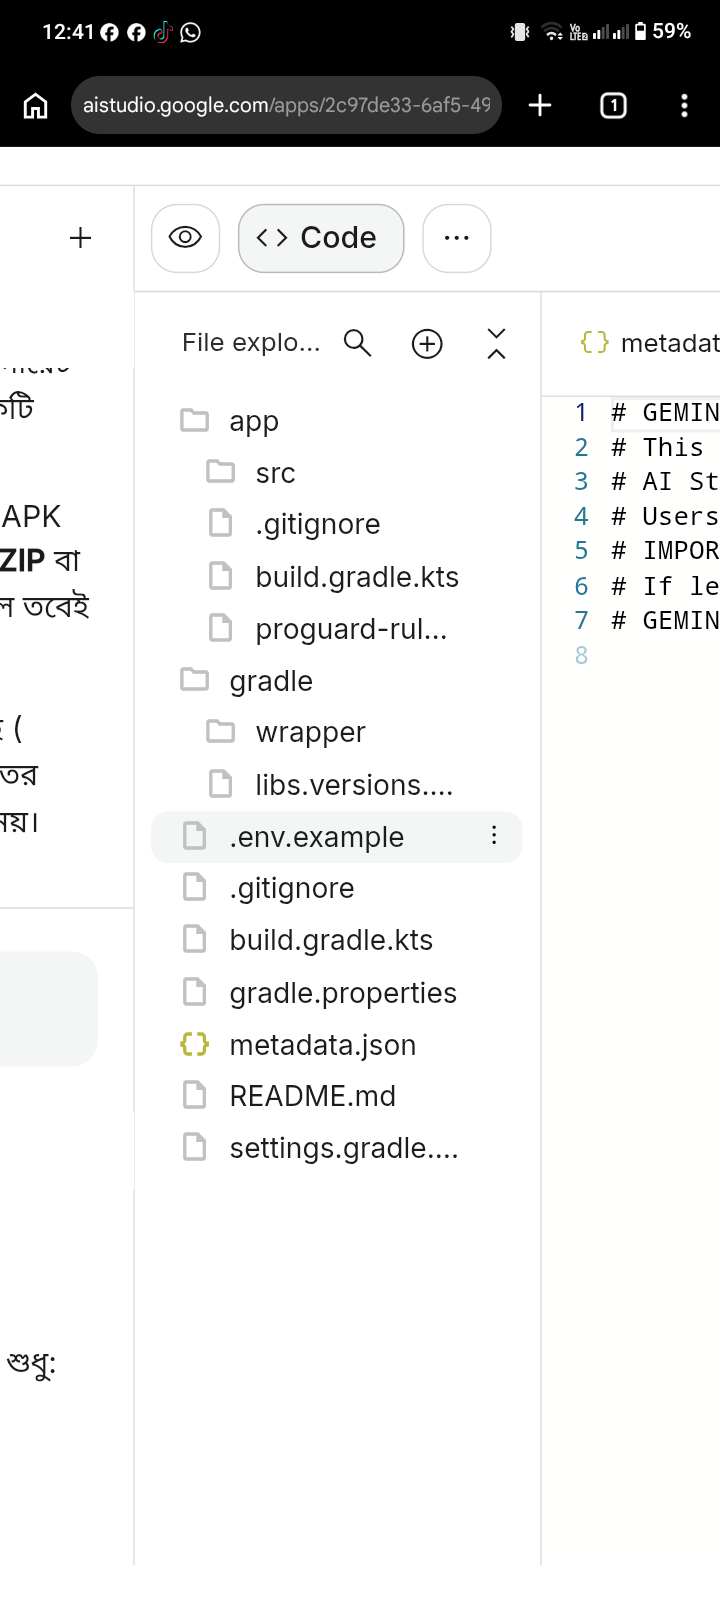 12:41
Vo
LTE2
59%
aistudio.google.com/apps/2c97de33-6af5-49
1
Code
File explo...
metadat
app
src
.gitignore
build.gradle.kts
proguard-rul...
gradle
wrapper
libs.versions....
.env.example
.gitignore
build.gradle.kts
gradle.properties
metadata.json
README.md
settings.gradle....
1 # GEMIN
2 # This
3 # AI St
4 # Users
5 # IMPOR
6 # If le
7 # GEMIN
8
APK
ZIP বা
তবেই
(
শুধু: